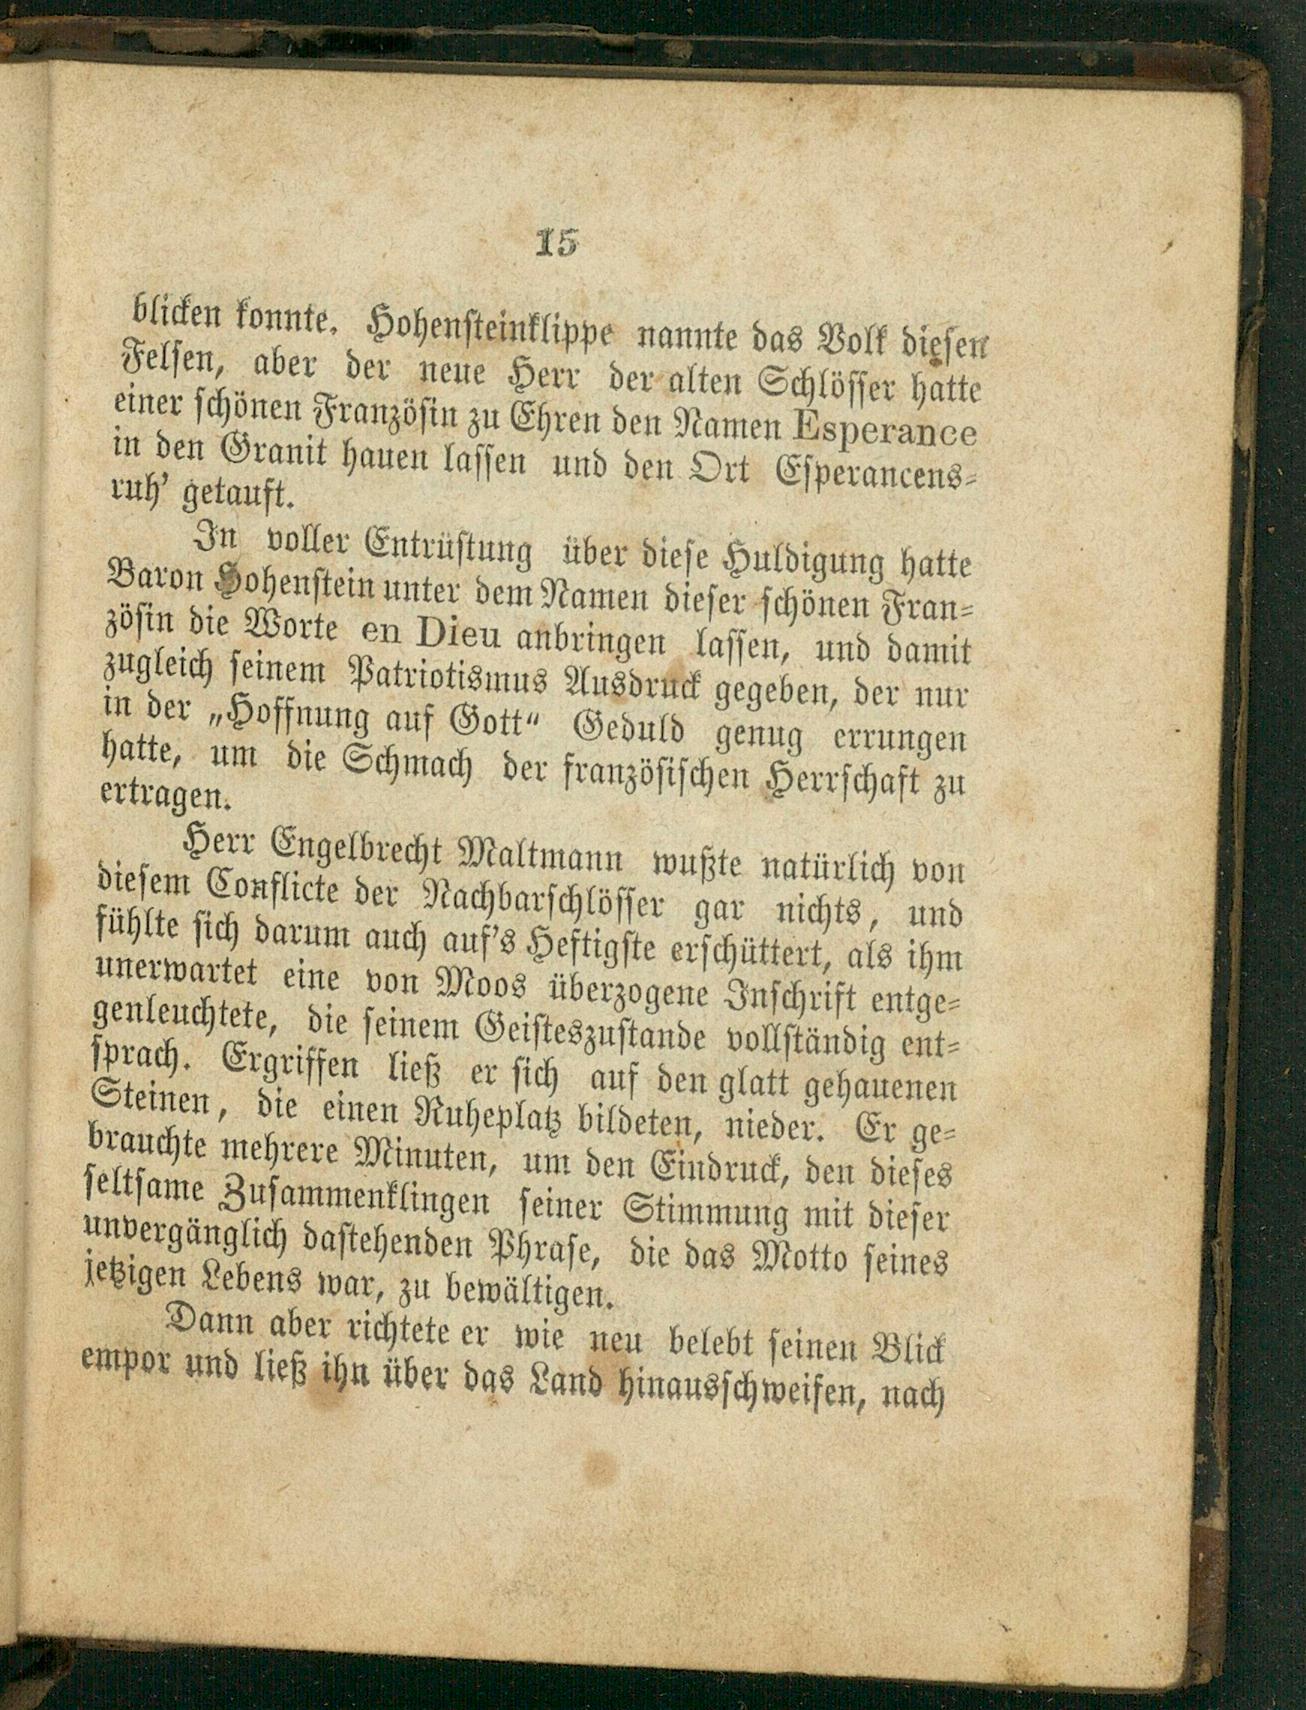 15
blicken konnte. Hohensteinklippe nannte das Volk diesen
Felsen, aber der neue Herr der alten Schlösser hatte
einer schönen Französin zu Ehren den Namen Esperance
in den Granit hauen lassen und den Ort Esperancens-
ruh' getauft.
In voller Entrüstung über diese Huldigung hatte
Baron Hohenstein unter dem Namen dieser schönen Fran-
zösin die Worte en Dieu anbringen lassen, und damit
zugleich seinem Patriotismus Ausdruck gegeben, der nur
in der „Hoffnung auf Gott“ Geduld genug errungen
hatte, um die Schmach der französischen Herrschaft zu
ertragen.
Herr Engelbrecht Maltmann wußte natürlich von
diesem Conflicte der Nachbarschlösser gar nichts, und
fühlte sich darum auch auf's Heftigste erschüttert, als ihm
unerwartet eine von Moos überzogene Inschrift entge-
genleuchtete, die seinem Geisteszustande vollständig ent-
sprach. Ergriffen ließ er sich auf den glatt gehauenen
Steinen, die einen Ruheplatz bildeten, nieder. Er ge-
brauchte mehrere Minuten, um den Eindruck, den dieses
seltsame Zusammenklingen seiner Stimmung mit dieser
unvergänglich dastehenden Phrase, die das Motto seines
jetzigen Lebens war, zu bewältigen.
Dann aber richtete er wie neu belebt seinen Blick
empor und ließ ihn über das Land hinausschweifen, nach